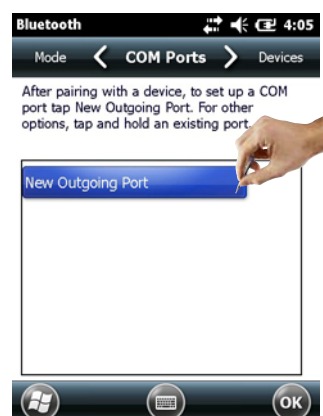 Bluetooth 4:05
Mode COM Ports Devices
After pairing with a device, to set up a COM
port tap New Outgoing Port. For other
options, tap and hold an existing port.
New Outgoing Port
OK